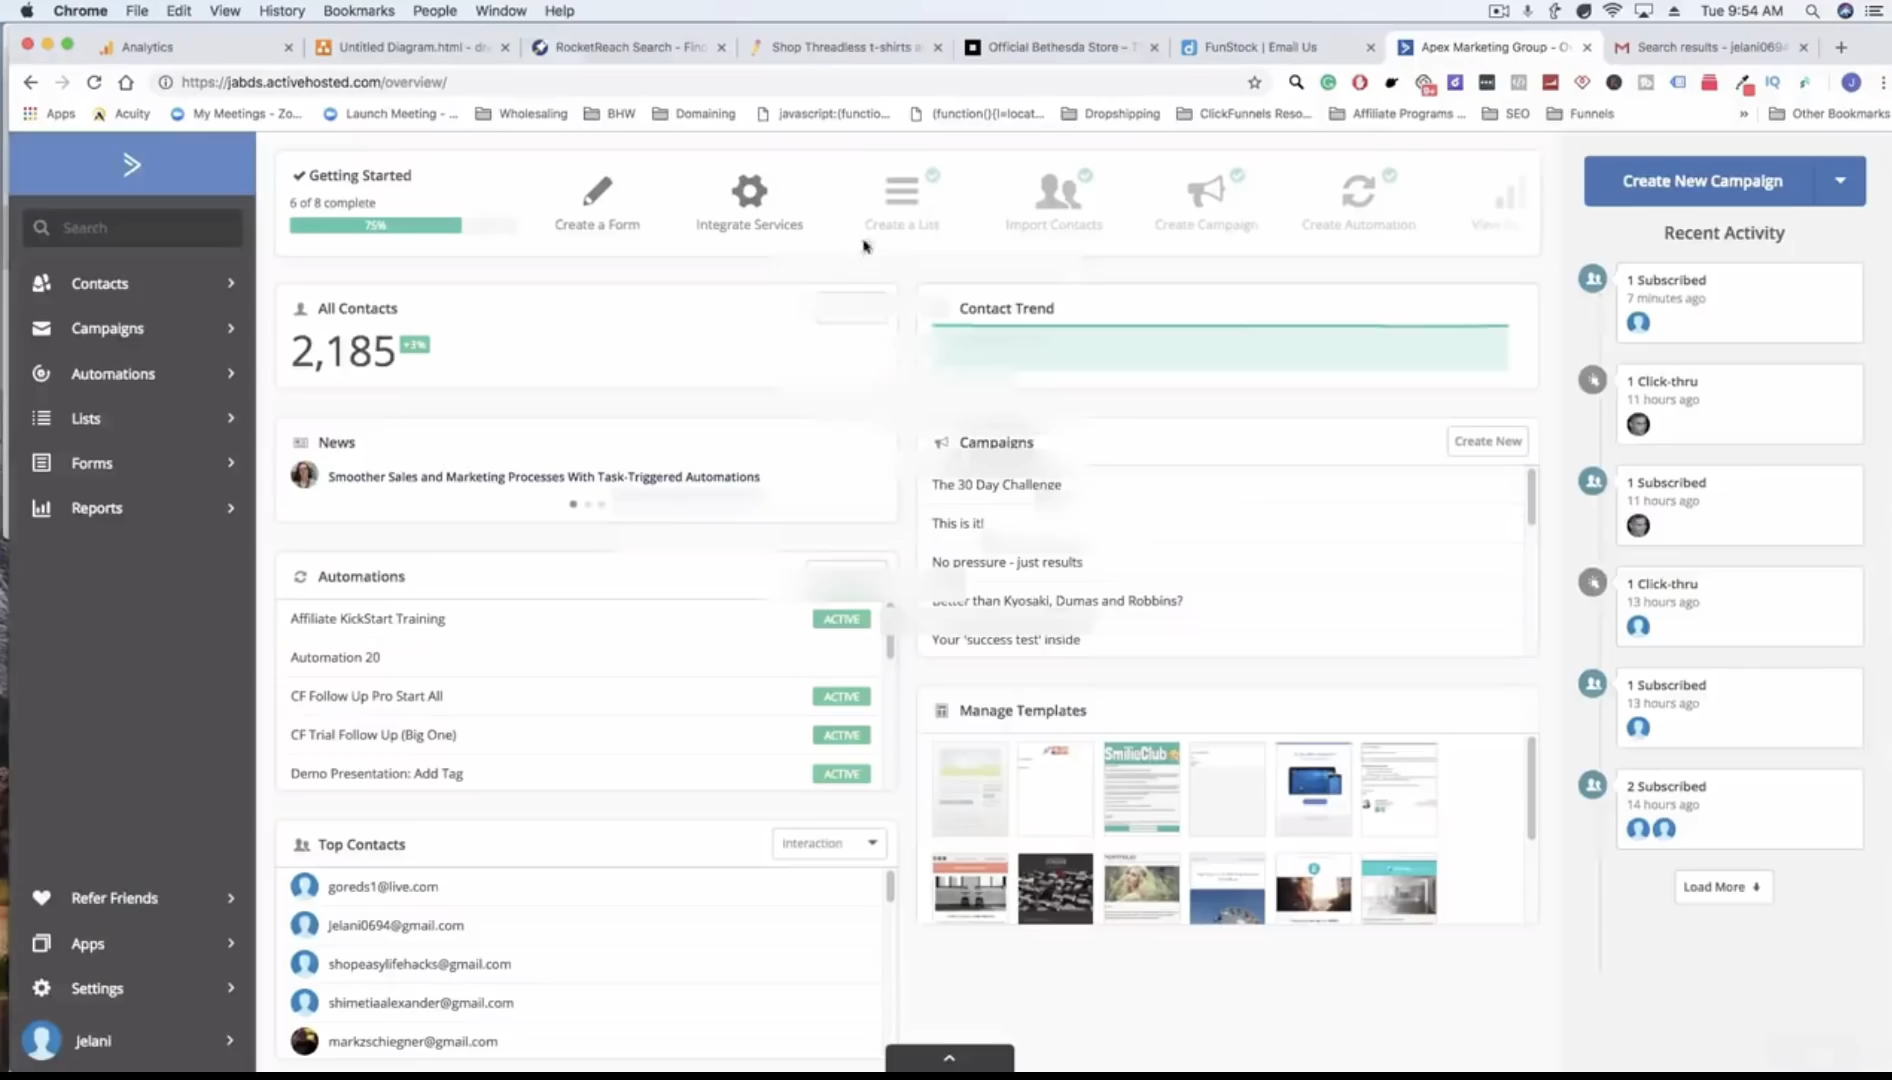 Chrome File Edit View History Bookmarks People Window Help
Tue 9:54 AM
Analytics
Untitled Diagram.html - dr
RocketReach Search - Find
Shop Threadless t-shirts a
Official Bethesda Store - T
FunStock | Email Us
Apex Marketing Group - O
Search results - jelani0694
https://jabds.activehosted.com/overview/
Apps Acuity My Meetings - Zo... Launch Meeting - ... Wholesaling BHW Domaining javascript:(functio... (function(){l=locat... Dropshipping ClickFunnels Reso... Affiliate Programs ... SEO Funnels » Other Bookmarks
Search
Contacts
Campaigns
Automations
Lists
Forms
Reports
Refer Friends
Apps
Settings
Jelani
Getting Started
6 of 8 complete
75%
Create a Form
Integrate Services
Create a List
Import Contacts
Create Campaign
Create Automation
All Contacts
2,185 +3%
Contact Trend
News
Smoother Sales and Marketing Processes With Task-Triggered Automations
Campaigns
Create New
The 30 Day Challenge
This is it!
No pressure - just results
Better than Kyosaki, Dumas and Robbins?
Your 'success test' inside
Automations
Affiliate KickStart Training ACTIVE
Automation 20
CF Follow Up Pro Start All ACTIVE
CF Trial Follow Up (Big One) ACTIVE
Demo Presentation: Add Tag ACTIVE
Manage Templates
SmilieClub
Top Contacts
Interaction
goreds1@live.com
Jelani0694@gmail.com
shopeasylifehacks@gmail.com
shimetiaalexander@gmail.com
markzschiegner@gmail.com
Create New Campaign
Recent Activity
1 Subscribed
7 minutes ago
1 Click-thru
11 hours ago
1 Subscribed
11 hours ago
1 Click-thru
13 hours ago
1 Subscribed
13 hours ago
2 Subscribed
14 hours ago
Load More